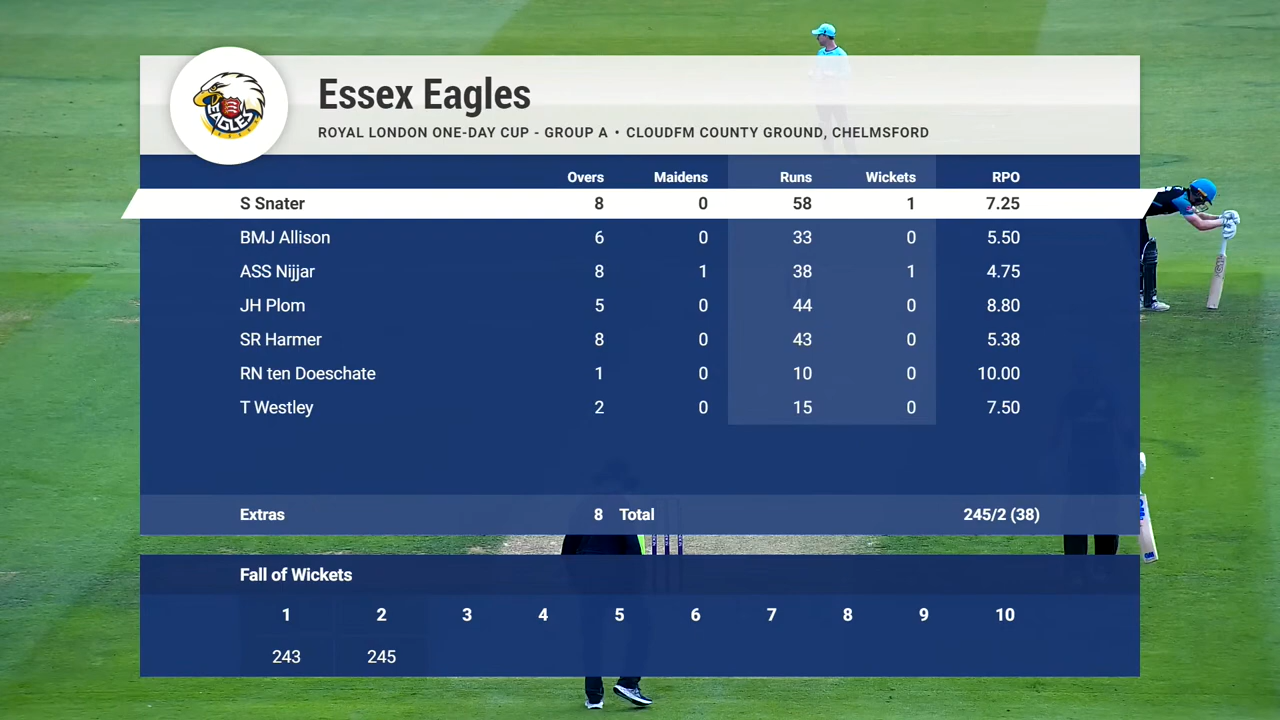 EAGLES
Essex Eagles
ROYAL LONDON ONE-DAY CUP - GROUP A • CLOUDFM COUNTY GROUND, CHELMSFORD
Overs Maidens Runs Wickets RPO
S Snater 8 0 58 1 7.25
BMJ Allison 6 0 33 0 5.50
ASS Nijjar 8 1 38 1 4.75
JH Plom 5 0 44 0 8.80
SR Harmer 8 0 43 0 5.38
RN ten Doeschate 1 0 10 0 10.00
T Westley 2 0 15 0 7.50
Extras 8 Total 245/2 (38)
Fall of Wickets
1 2 3 4 5 6 7 8 9 10
243 245